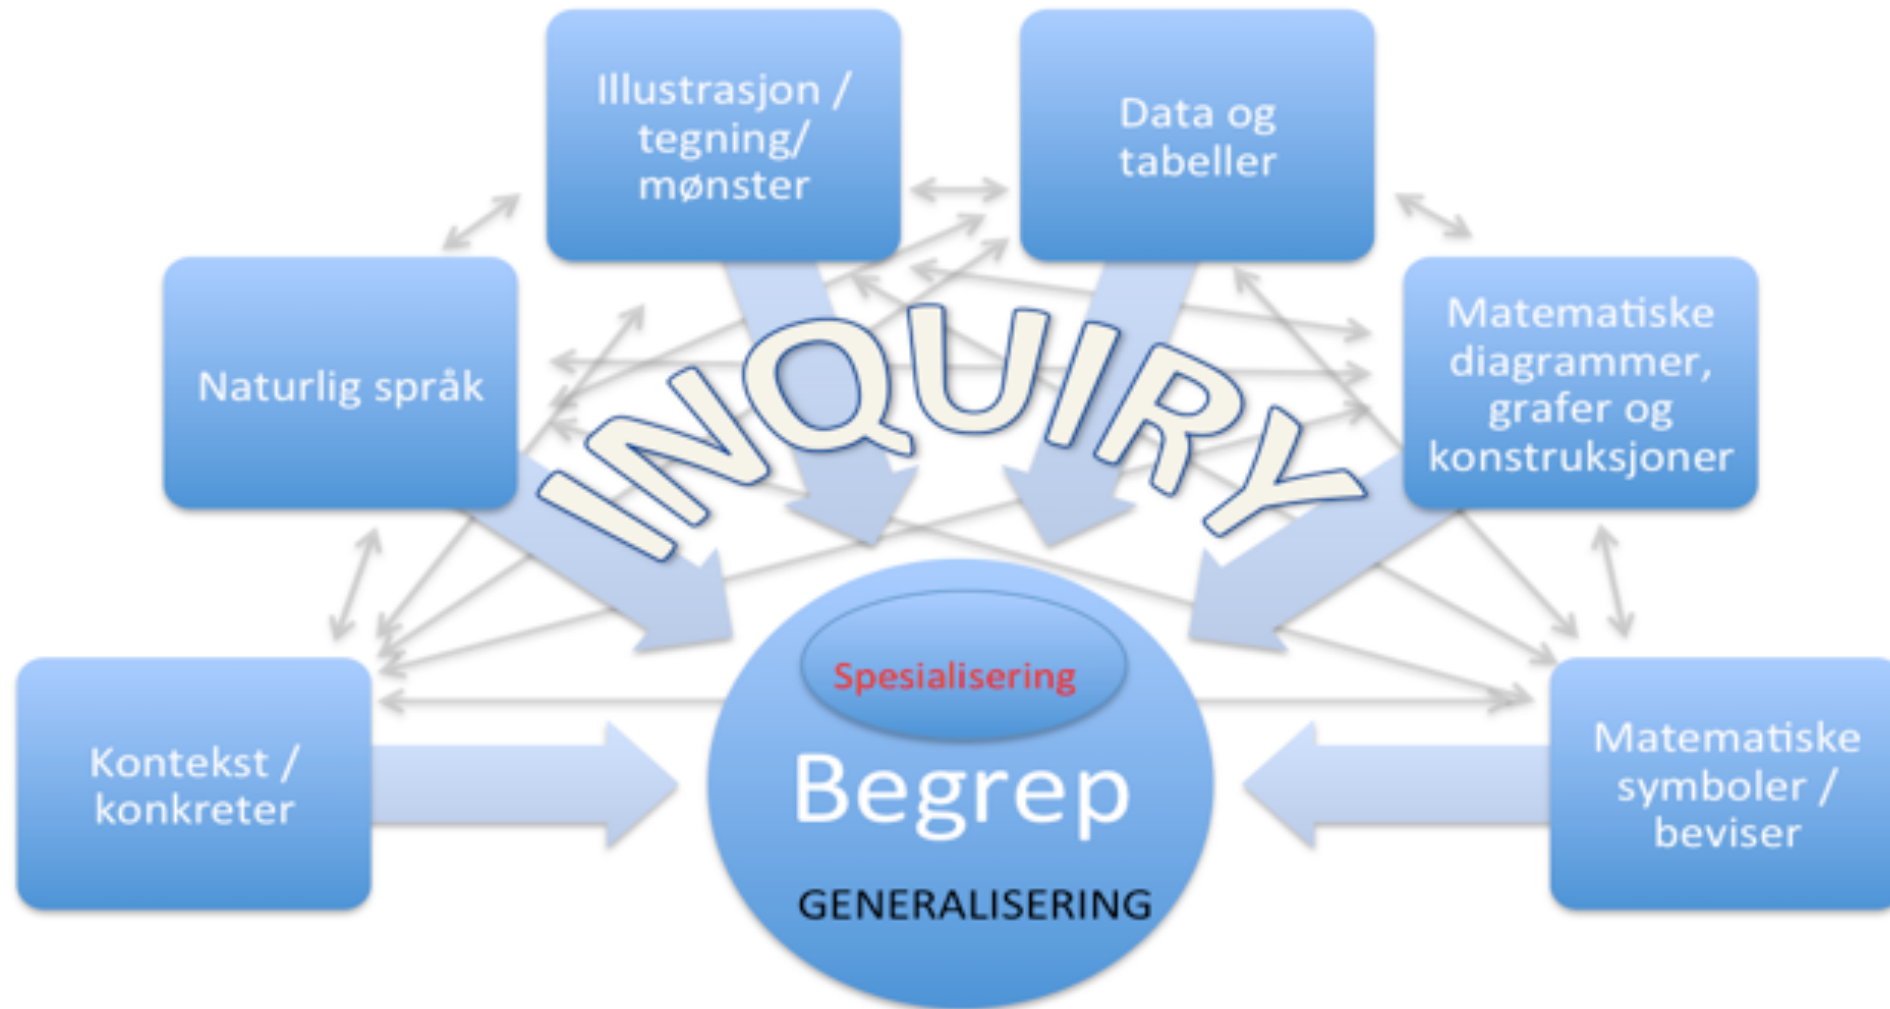 Illustrasjon /
tegning/
mønster
Data og
tabeller
Naturlig språk
INQUIRY
Matematiske
diagrammer,
grafer og
konstruksjoner
Kontekst /
konkreter
Spesialisering
Begrep
GENERALISERING
Matematiske
symboler /
beviser